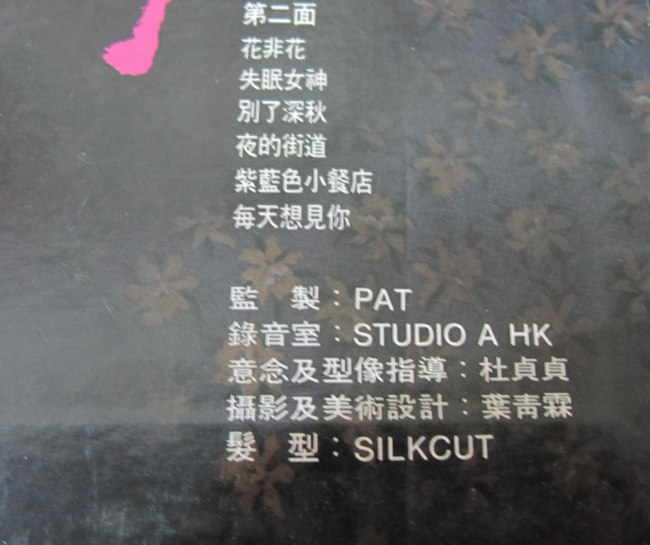 第二面
花非花
失眠女神
別了深秋
夜的街道
紫藍色小餐店
每天想見你
監 製：PAT
錄音室：STUDIO A HK
意念及型像指導：杜貞貞
攝影及美術設計：葉青霖
髮 型：SILKCUT